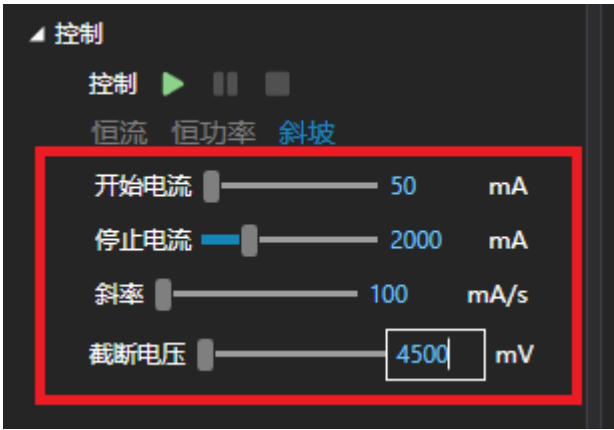 控制
控制
恒流 恒功率 斜坡
开始电流 50 mA
停止电流 2000 mA
斜率 100 mA/s
截断电压 4500 mV